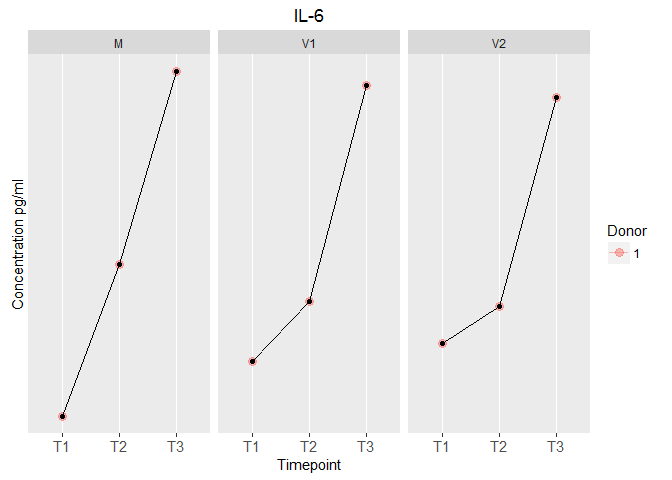 IL-6
M V1 V2
Concentration pg/ml
Donor
1
T1 T2 T3 T1 T2 T3 T1 T2 T3
Timepoint